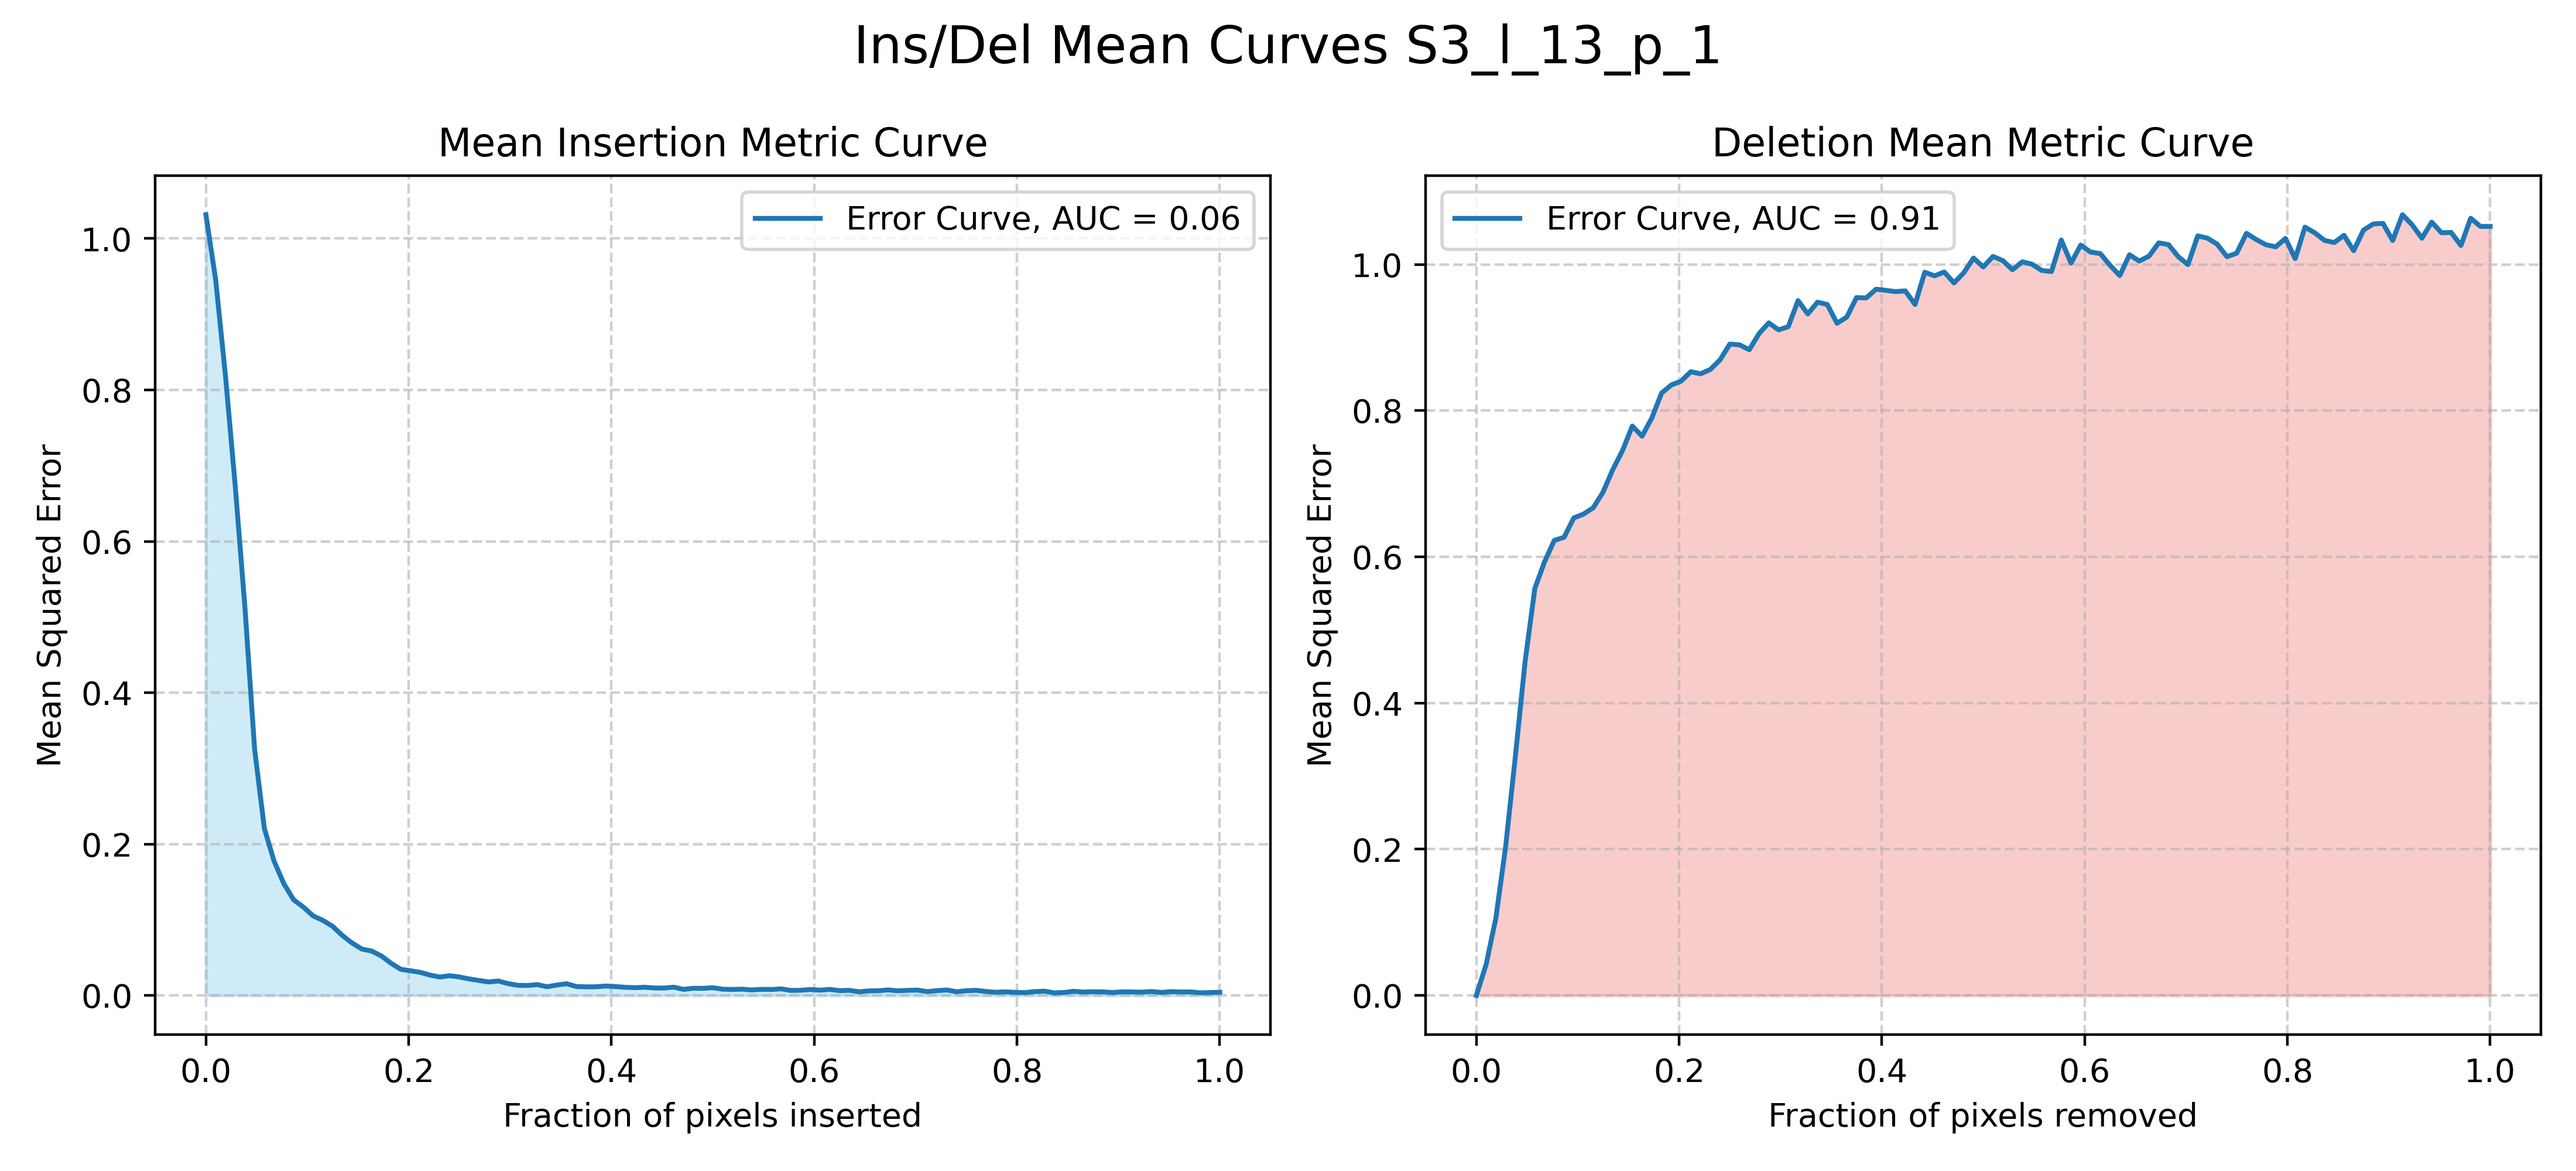 Ins/Del Mean Curves S3_l_13_p_1
Mean Insertion Metric Curve
Error Curve, AUC = 0.06
Mean Squared Error
1.0
0.8
0.6
0.4
0.2
0.0
0.0 0.2 0.4 0.6 0.8 1.0
Fraction of pixels inserted
Deletion Mean Metric Curve
Error Curve, AUC = 0.91
Mean Squared Error
1.0
0.8
0.6
0.4
0.2
0.0
0.0 0.2 0.4 0.6 0.8 1.0
Fraction of pixels removed